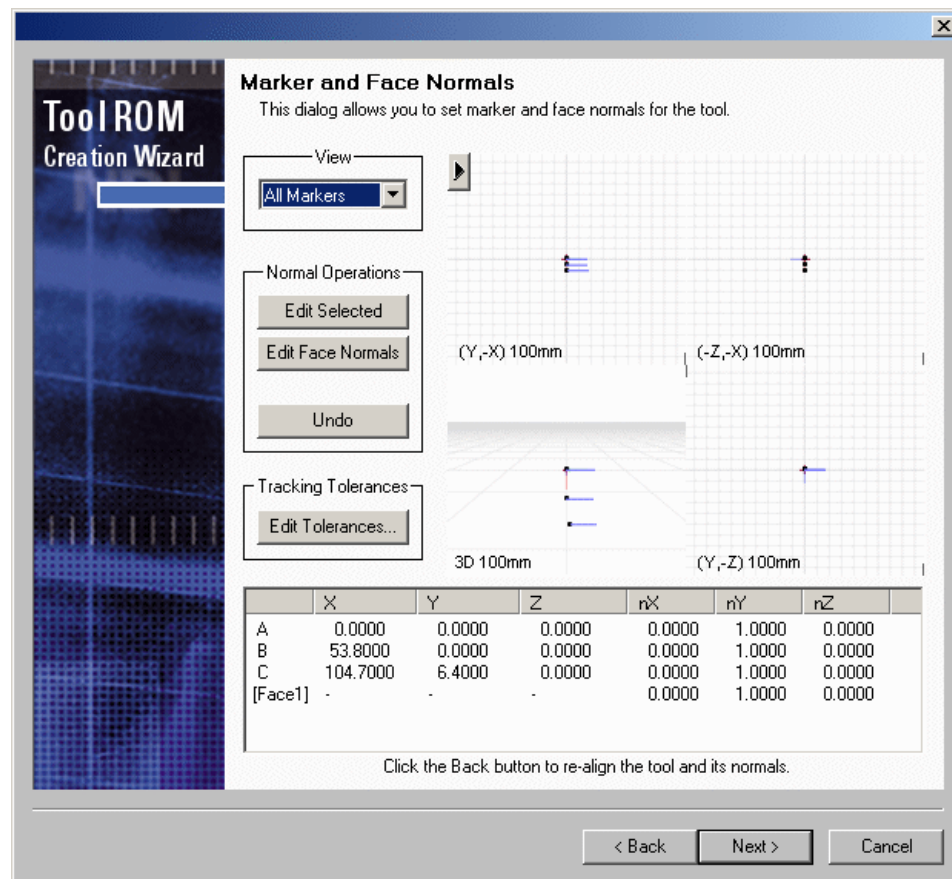 Tool ROM
Creation Wizard
Marker and Face Normals
This dialog allows you to set marker and face normals for the tool.
View
All Markers
Normal Operations
Edit Selected
Edit Face Normals
Undo
Tracking Tolerances
Edit Tolerances...
(Y,-X) 100mm
(-Z,-X) 100mm
3D 100mm
(Y,-Z) 100mm
X Y Z nX nY nZ
A 0.0000 0.0000 0.0000 0.0000 1.0000 0.0000
B 53.8000 0.0000 0.0000 0.0000 1.0000 0.0000
C 104.7000 6.4000 0.0000 0.0000 1.0000 0.0000
[Face1] - - - 0.0000 1.0000 0.0000
Click the Back button to re-align the tool and its normals.
< Back Next > Cancel